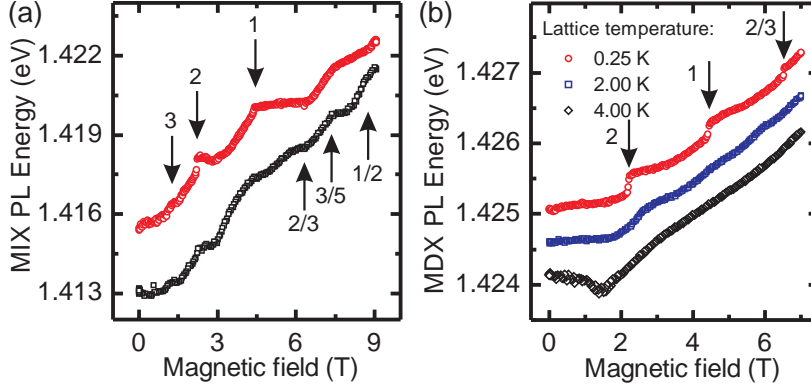 (a)
MIX PL Energy (eV)
1.422
1.419
1.416
1.413
3
2
1
2/3
3/5
1/2
0
3
6
9
Magnetic field (T)
(b)
MDX PL Energy (eV)
1.427
1.426
1.425
1.424
Lattice temperature:
0.25 K
2.00 K
4.00 K
2
1
2/3
0
2
4
6
Magnetic field (T)